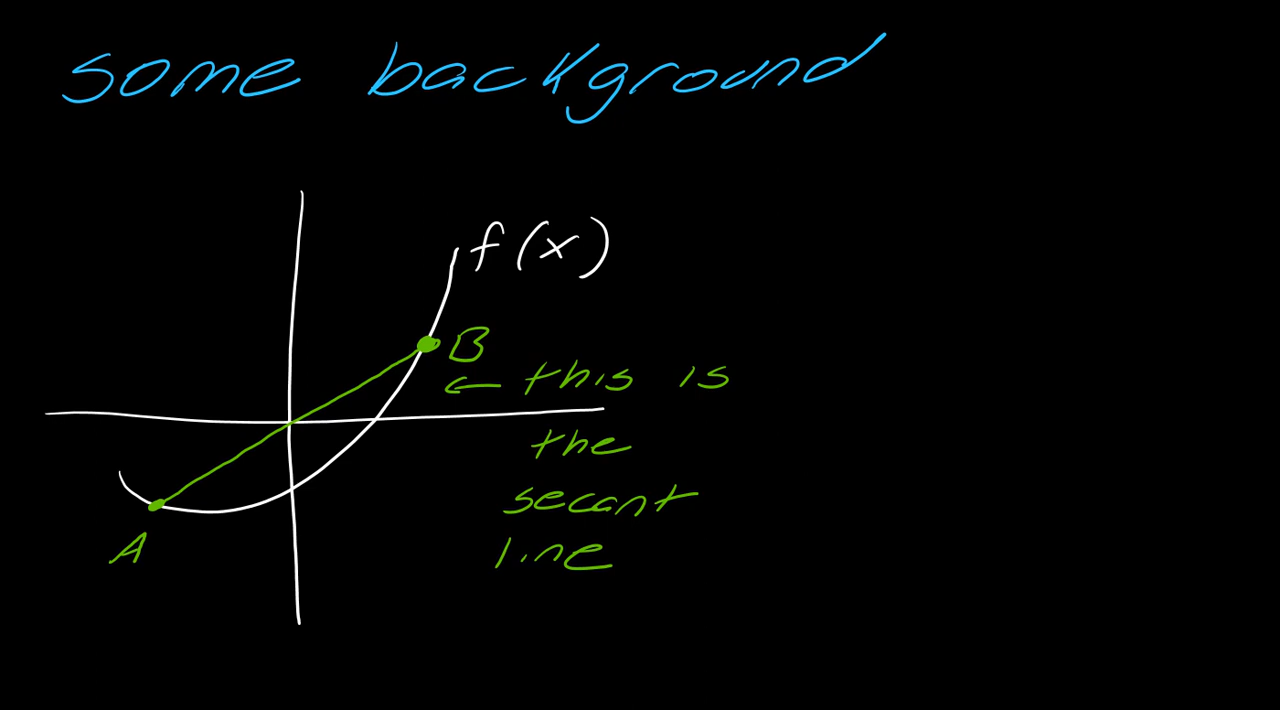 some background
f(x)
B
← this is
the
secant
line
A